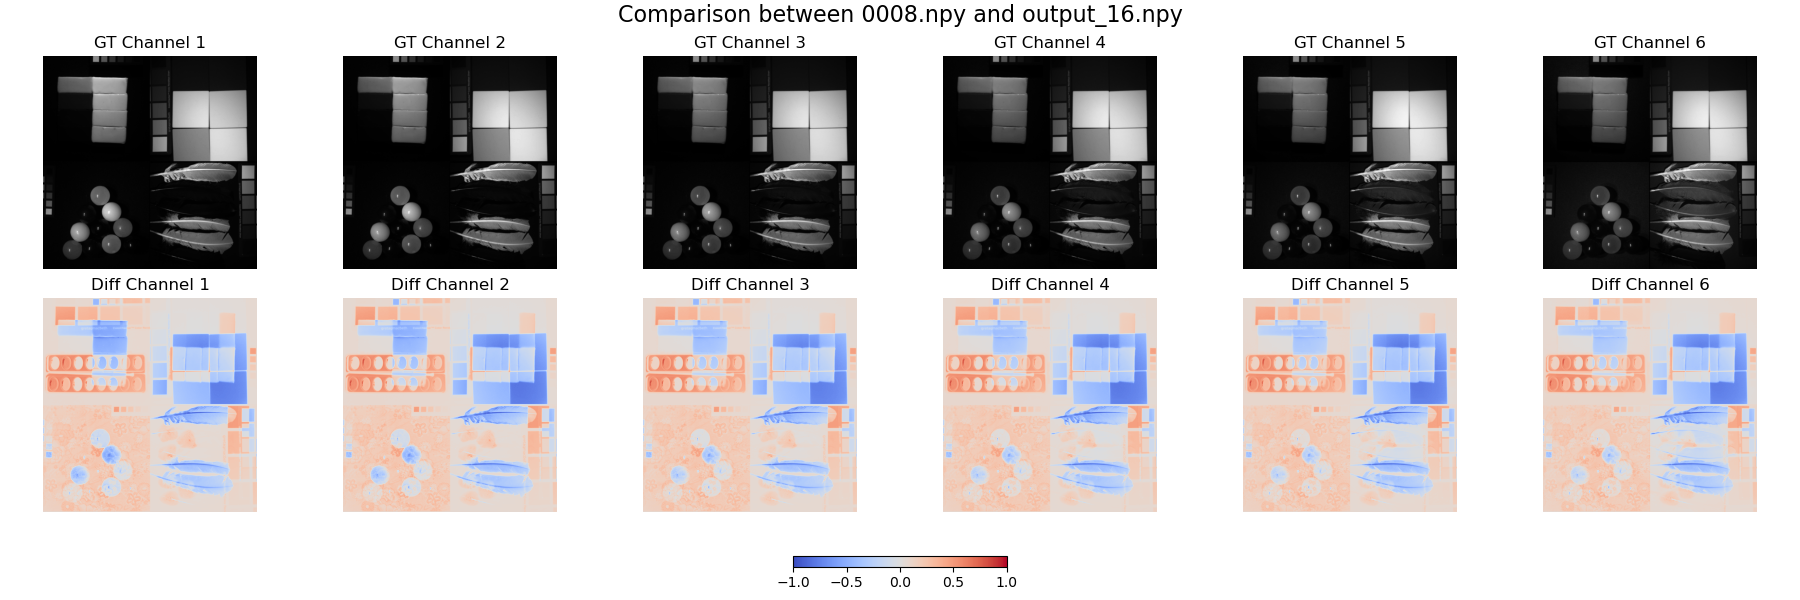 Comparison between 0008.npy and output_16.npy
GT Channel 1
GT Channel 2
GT Channel 3
GT Channel 4
GT Channel 5
GT Channel 6
Diff Channel 1
Diff Channel 2
Diff Channel 3
Diff Channel 4
Diff Channel 5
Diff Channel 6
−1.0 −0.5 0.0 0.5 1.0